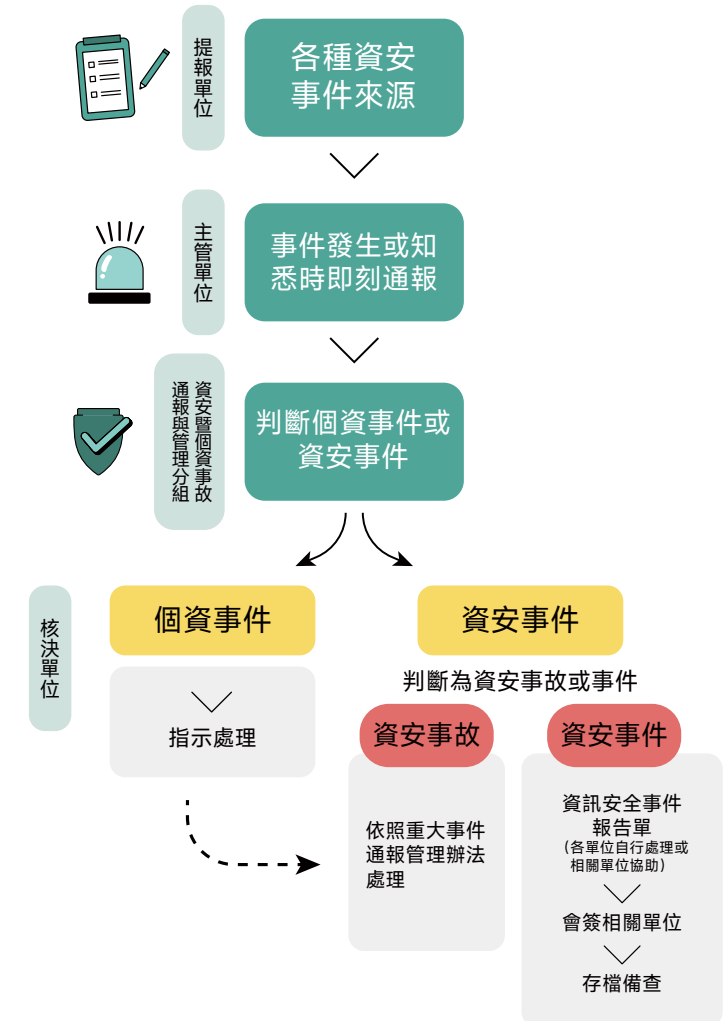 提報單位
各種資安
事件來源
主管單位
事件發生或知
悉時即刻通報
資安暨個資事故
通報與管理分組
判斷個資事件或
資安事件
核決單位
個資事件
指示處理
資安事件
判斷為資安事故或事件
資安事故
依照重大事件
通報管理辦法
處理
資安事件
資訊安全事件
報告單
(各單位自行處理或
相關單位協助)
會簽相關單位
存檔備查